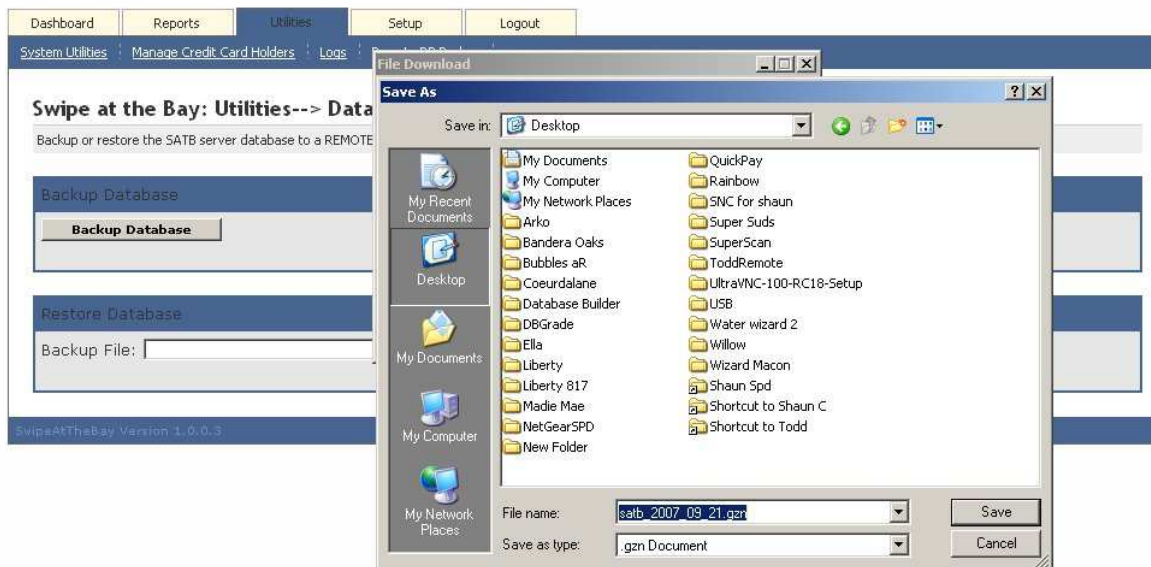 Dashboard
Reports
Utilities
Setup
Logout
System Utilities
Manage Credit Card Holders
Logs
Swipe at the Bay: Utilities--> Data
Backup or restore the SATB server database to a REMOTE
Backup Database
Backup Database
Restore Database
Backup File:
SwipeAtTheBay Version 1.0.0.3
File Download
Save As
Save in:
Desktop
My Recent
Documents
Desktop
My Documents
My Computer
My Network
Places
My Documents
My Computer
My Network Places
Arko
Bandera Oaks
Bubbles aR
Coeurdalane
Database Builder
DBGrade
Ella
Liberty
Liberty 817
Madie Mae
NetGearSPD
New Folder
QuickPay
Rainbow
SNC for shaun
Super Suds
SuperScan
ToddRemote
UltraVNC-100-RC18-Setup
USB
Water wizard 2
Willow
Wizard Macon
Shaun Spd
Shortcut to Shaun C
Shortcut to Todd
File name:
satb_2007_09_21.gzn
Save
Save as type:
.gzn Document
Cancel